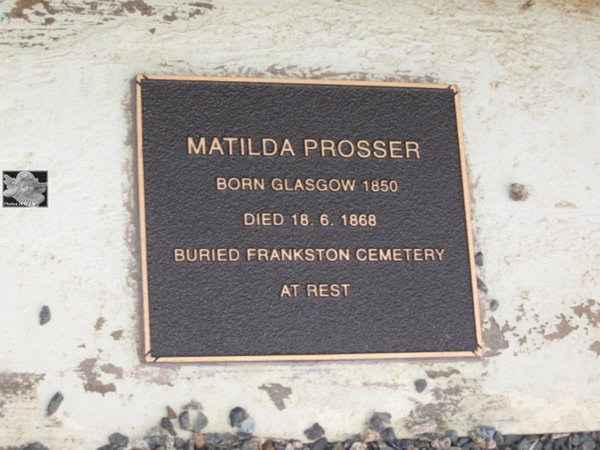 MATILDA PROSSER
BORN GLASGOW 1850
DIED 18. 6. 1868
BURIED FRANKSTON CEMETERY
AT REST